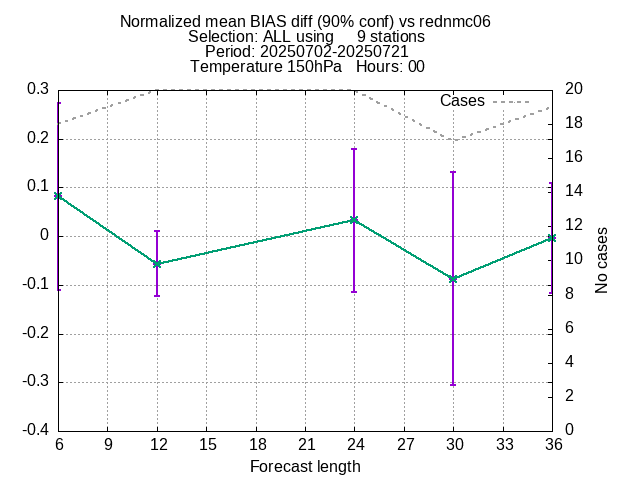 Normalized mean BIAS diff (90% conf) vs rednmc06
Selection: ALL using     9 stations
Period: 20250702-20250721
Temperature 150hPa   Hours: 00
Cases
0.3
0.2
0.1
0
-0.1
-0.2
-0.3
-0.4
20
18
16
14
12
10
8
6
4
2
0
No cases
6 9 12 15 18 21 24 27 30 33 36
Forecast length